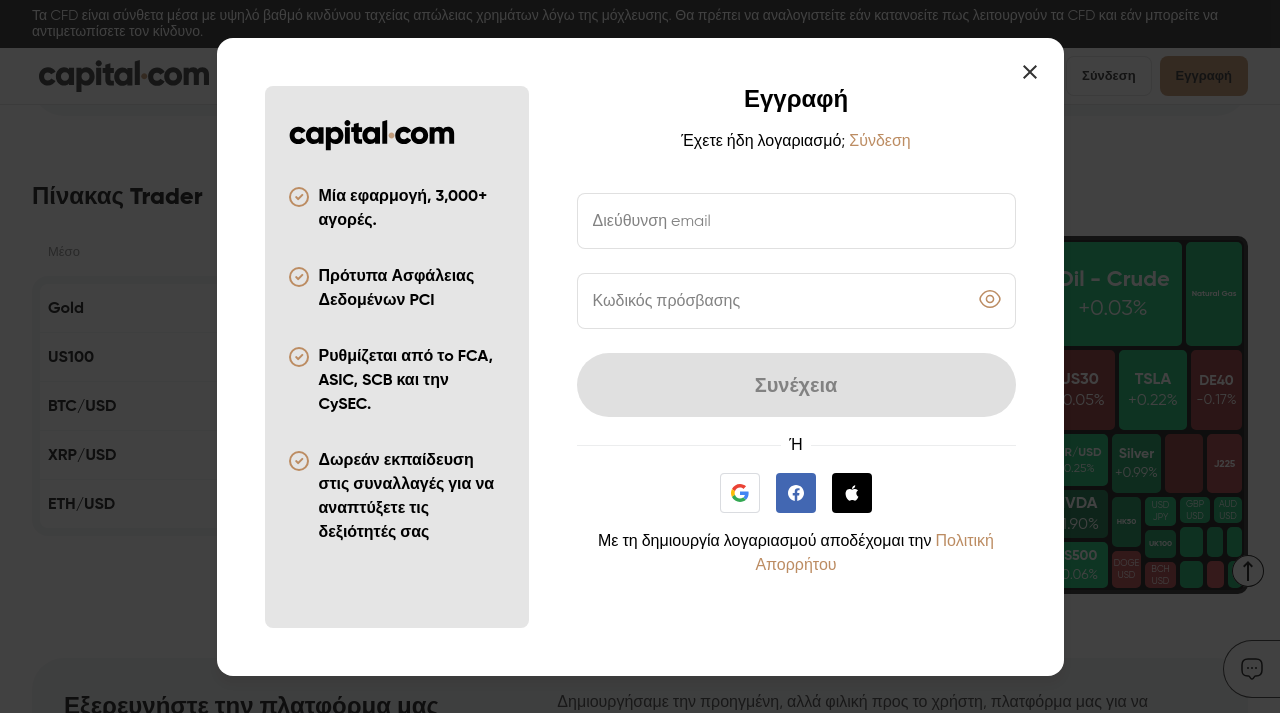 Τα CFD είναι σύνθετα μέσα με υψηλό βαθμό κινδύνου ταχείας απώλειας χρημάτων λόγω της μόχλευσης. Θα πρέπει να αναλογιστείτε εάν κατανοείτε πως λειτουργούν τα CFD και εάν μπορείτε να
αντιμετωπίσετε τον κίνδυνο.
capital.com
Σύνδεση
Εγγραφή
Πίνακας Trader
Μέσο
Gold
US100
BTC/USD
XRP/USD
ETH/USD
capital.com
Μία εφαρμογή, 3,000+
αγορές.
Πρότυπα Ασφάλειας
Δεδομένων PCI
Ρυθμίζεται από το FCA,
ASIC, SCB και την
CySEC.
Δωρεάν εκπαίδευση
στις συναλλαγές για να
αναπτύξετε τις
δεξιότητές σας
Εγγραφή
Έχετε ήδη λογαριασμό; Σύνδεση
Διεύθυνση email
Κωδικός πρόσβασης
Συνέχεια
Ή
Με τη δημιουργία λογαριασμού αποδέχομαι την Πολιτική
Απορρήτου
Oil - Crude
+0.03%
Natural Gas
US30
0.05%
TSLA
+0.22%
DE40
-0.17%
R/USD
0.25%
Silver
+0.99%
J225
VDA
1.90%
HK50
USD
JPY
GBP
USD
AUD
USD
UK100
S500
0.06%
DOGE
USD
BCH
USD
Εξερευνήστε την πλατφόρμα μας
Δημιουργήσαμε την προηγμένη, αλλά φιλική προς το χρήστη, πλατφόρμα μας για να